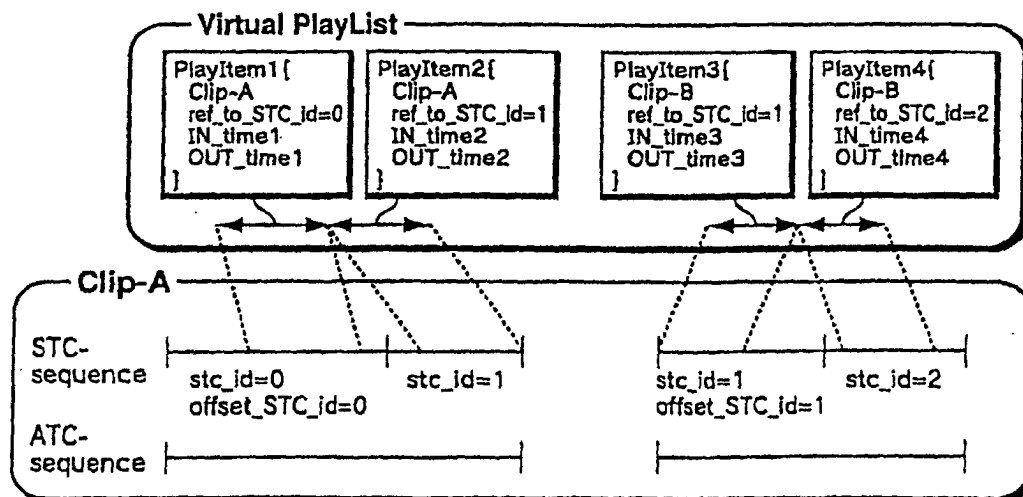 Virtual PlayList
PlayItem1{
Clip-A
ref_to_STC_id=0
IN_time1
OUT_time1
}
PlayItem2{
Clip-A
ref_to_STC_id=1
IN_time2
OUT_time2
}
PlayItem3{
Clip-B
ref_to_STC_id=1
IN_time3
OUT_time3
}
PlayItem4{
Clip-B
ref_to_STC_id=2
IN_time4
OUT_time4
}
Clip-A
STC-
sequence
stc_id=0
offset_STC_id=0
stc_id=1
stc_id=1
offset_STC_id=1
stc_id=2
ATC-
sequence